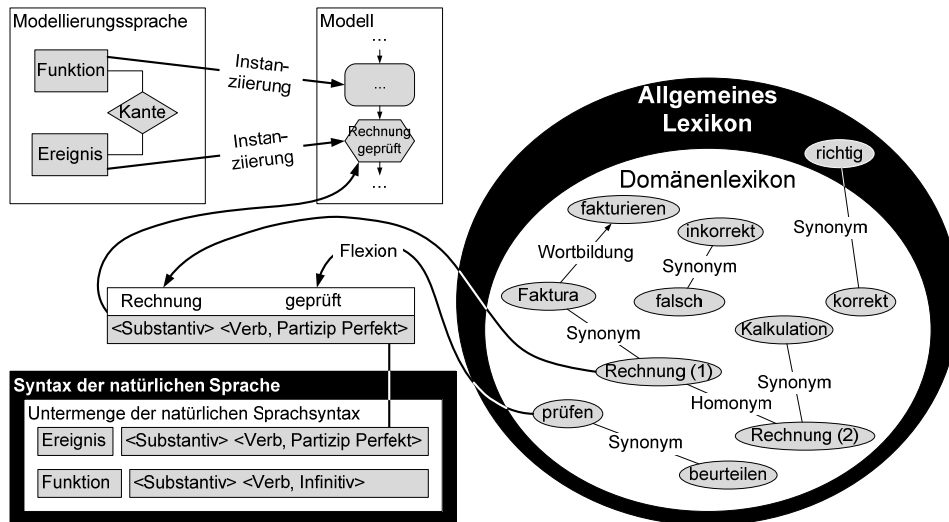 Modellierungssprache
Funktion
Kante
Ereignis
Instan-
ziierung
Instan-
ziierung
Modell
...
...
Rechnung
geprüft
...
Flexion
Rechnung geprüft
<Substantiv> <Verb, Partizip Perfekt>
Syntax der natürlichen Sprache
Untermenge der natürlichen Sprachsyntax
Ereignis <Substantiv> <Verb, Partizip Perfekt>
Funktion <Substantiv> <Verb, Infinitiv>
Allgemeines
Lexikon
richtig
Domänenlexikon
fakturieren
inkorrekt
Synonym
Wortbildung
Synonym
Faktura
falsch
korrekt
Kalkulation
Synonym
Rechnung (1)
Synonym
prüfen
Homonym
Rechnung (2)
Synonym
beurteilen